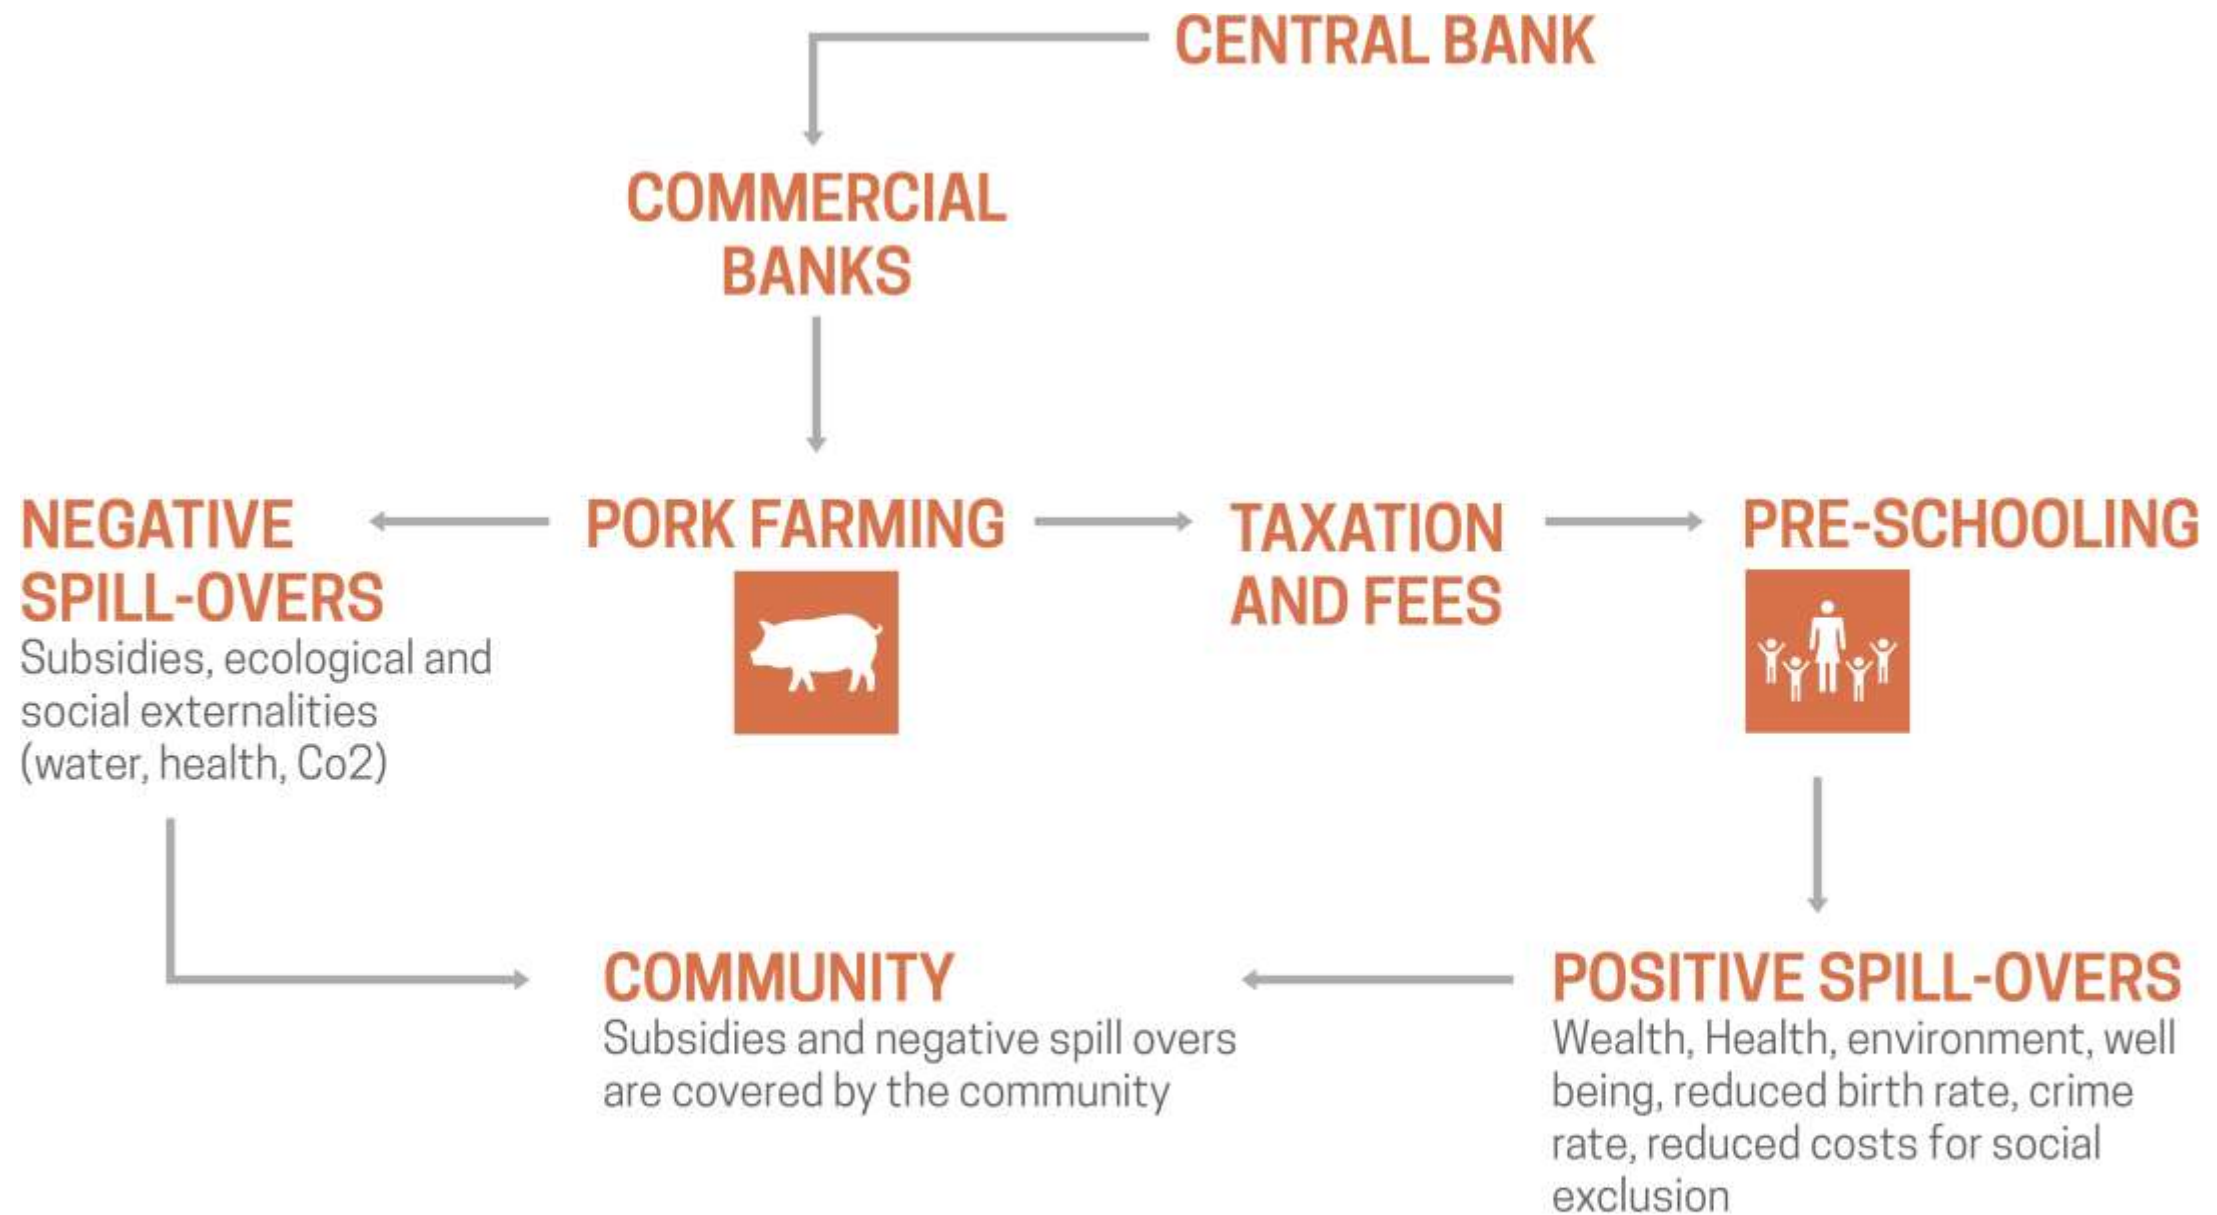 CENTRAL BANK
COMMERCIAL
BANKS
NEGATIVE
SPILL-OVERS
Subsidies, ecological and
social externalities
(water, health, Co2)
PORK FARMING
TAXATION
AND FEES
PRE-SCHOOLING
COMMUNITY
Subsidies and negative spill overs
are covered by the community
POSITIVE SPILL-OVERS
Wealth, Health, environment, well
being, reduced birth rate, crime
rate, reduced costs for social
exclusion